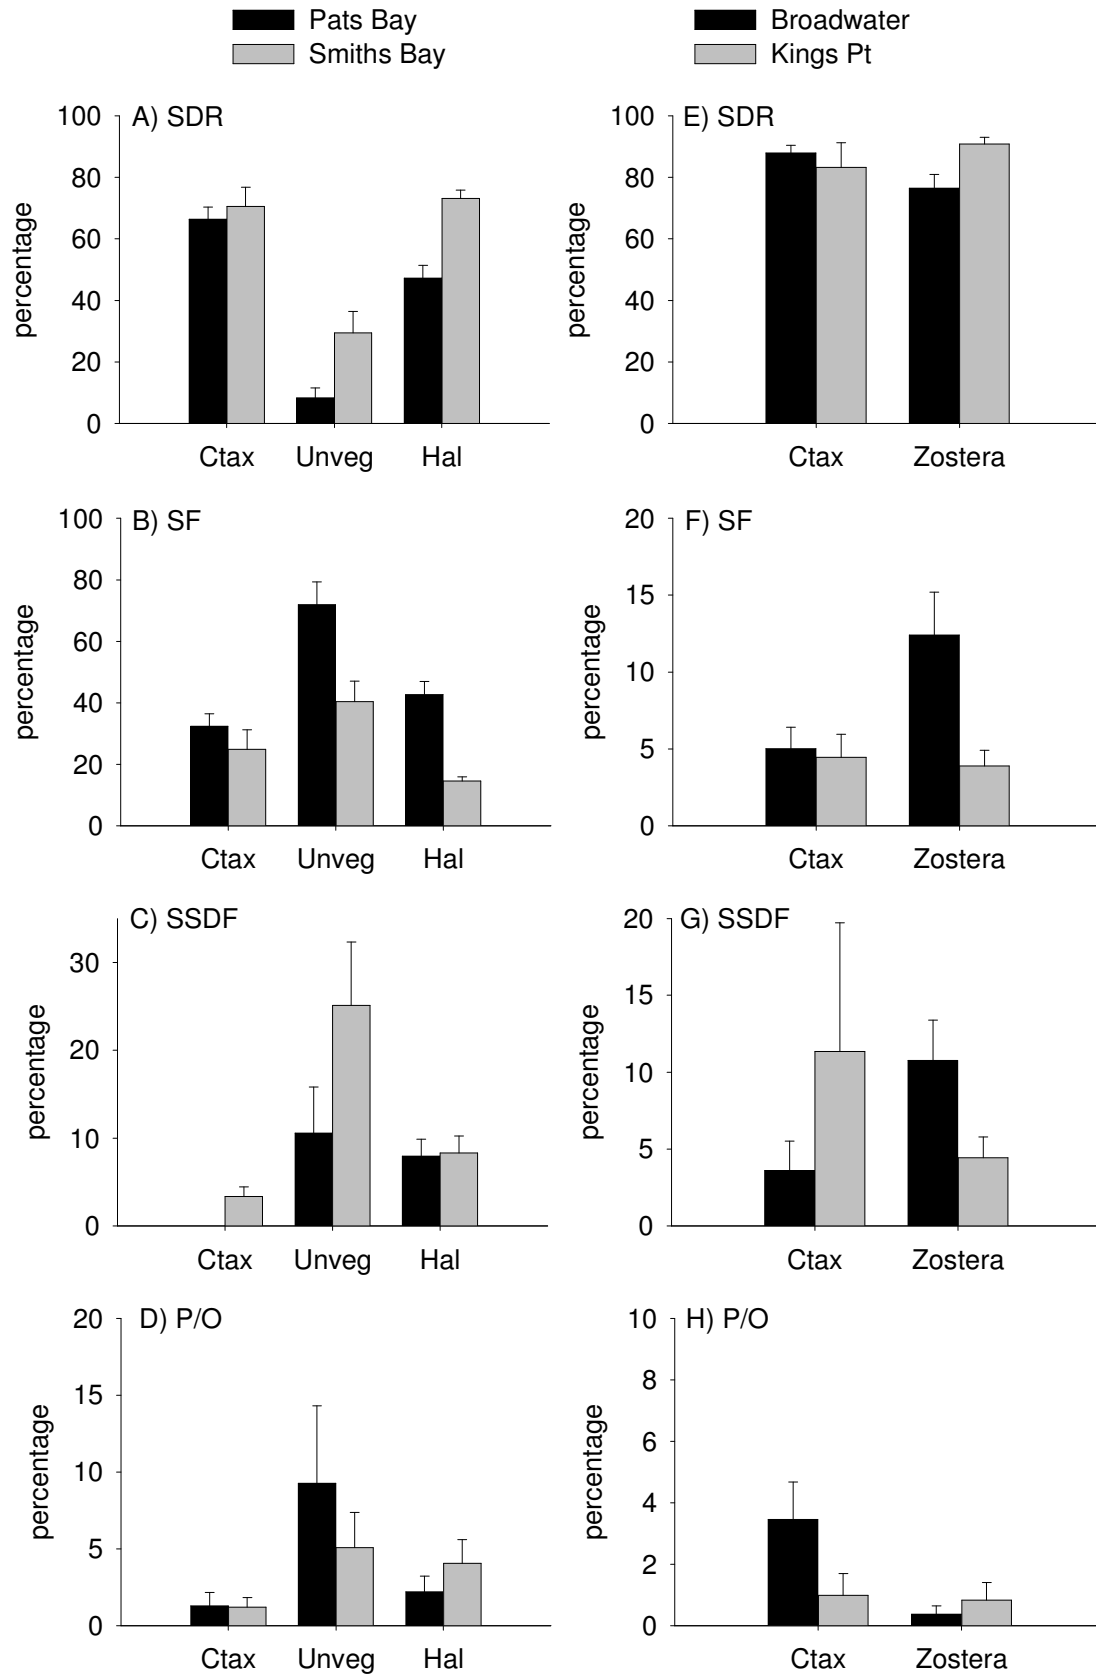 Pats Bay
Smiths Bay
Broadwater
Kings Pt
A) SDR
percentage
100
80
60
40
20
0
Ctax Unveg Hal
E) SDR
percentage
100
80
60
40
20
0
Ctax Zostera
B) SF
percentage
100
80
60
40
20
0
Ctax Unveg Hal
F) SF
percentage
20
15
10
5
0
Ctax Zostera
C) SSDF
percentage
30
20
10
0
Ctax Unveg Hal
G) SSDF
percentage
20
15
10
5
0
Ctax Zostera
D) P/O
percentage
20
15
10
5
0
Ctax Unveg Hal
H) P/O
percentage
10
8
6
4
2
0
Ctax Zostera